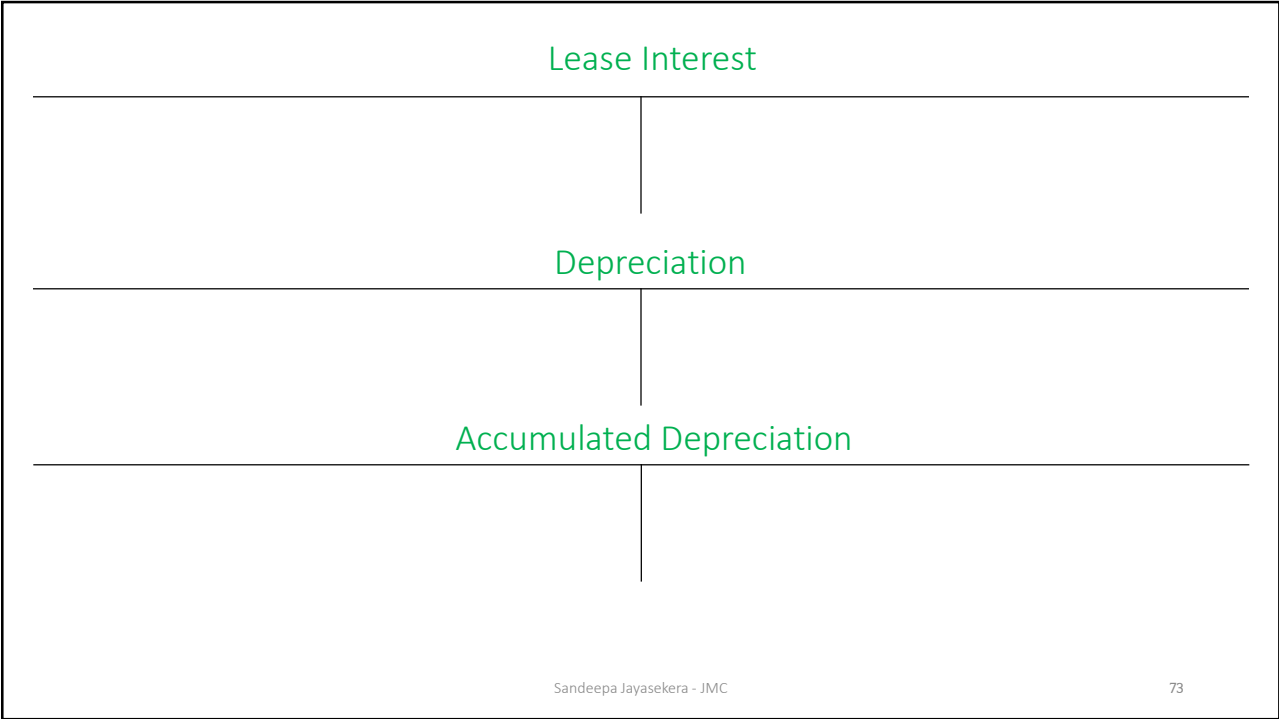 Lease Interest
Depreciation
Accumulated Depreciation
Sandeepa Jayasekera - JMC
73